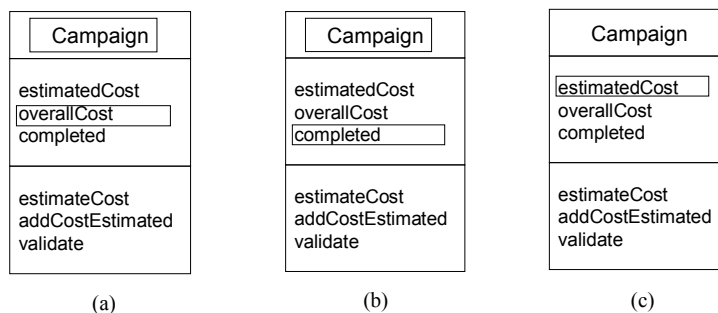 Campaign
estimatedCost
overallCost
completed
estimateCost
addCostEstimated
validate
(a)
Campaign
estimatedCost
overallCost
completed
estimateCost
addCostEstimated
validate
(b)
Campaign
estimatedCost
overallCost
completed
estimateCost
addCostEstimated
validate
(c)